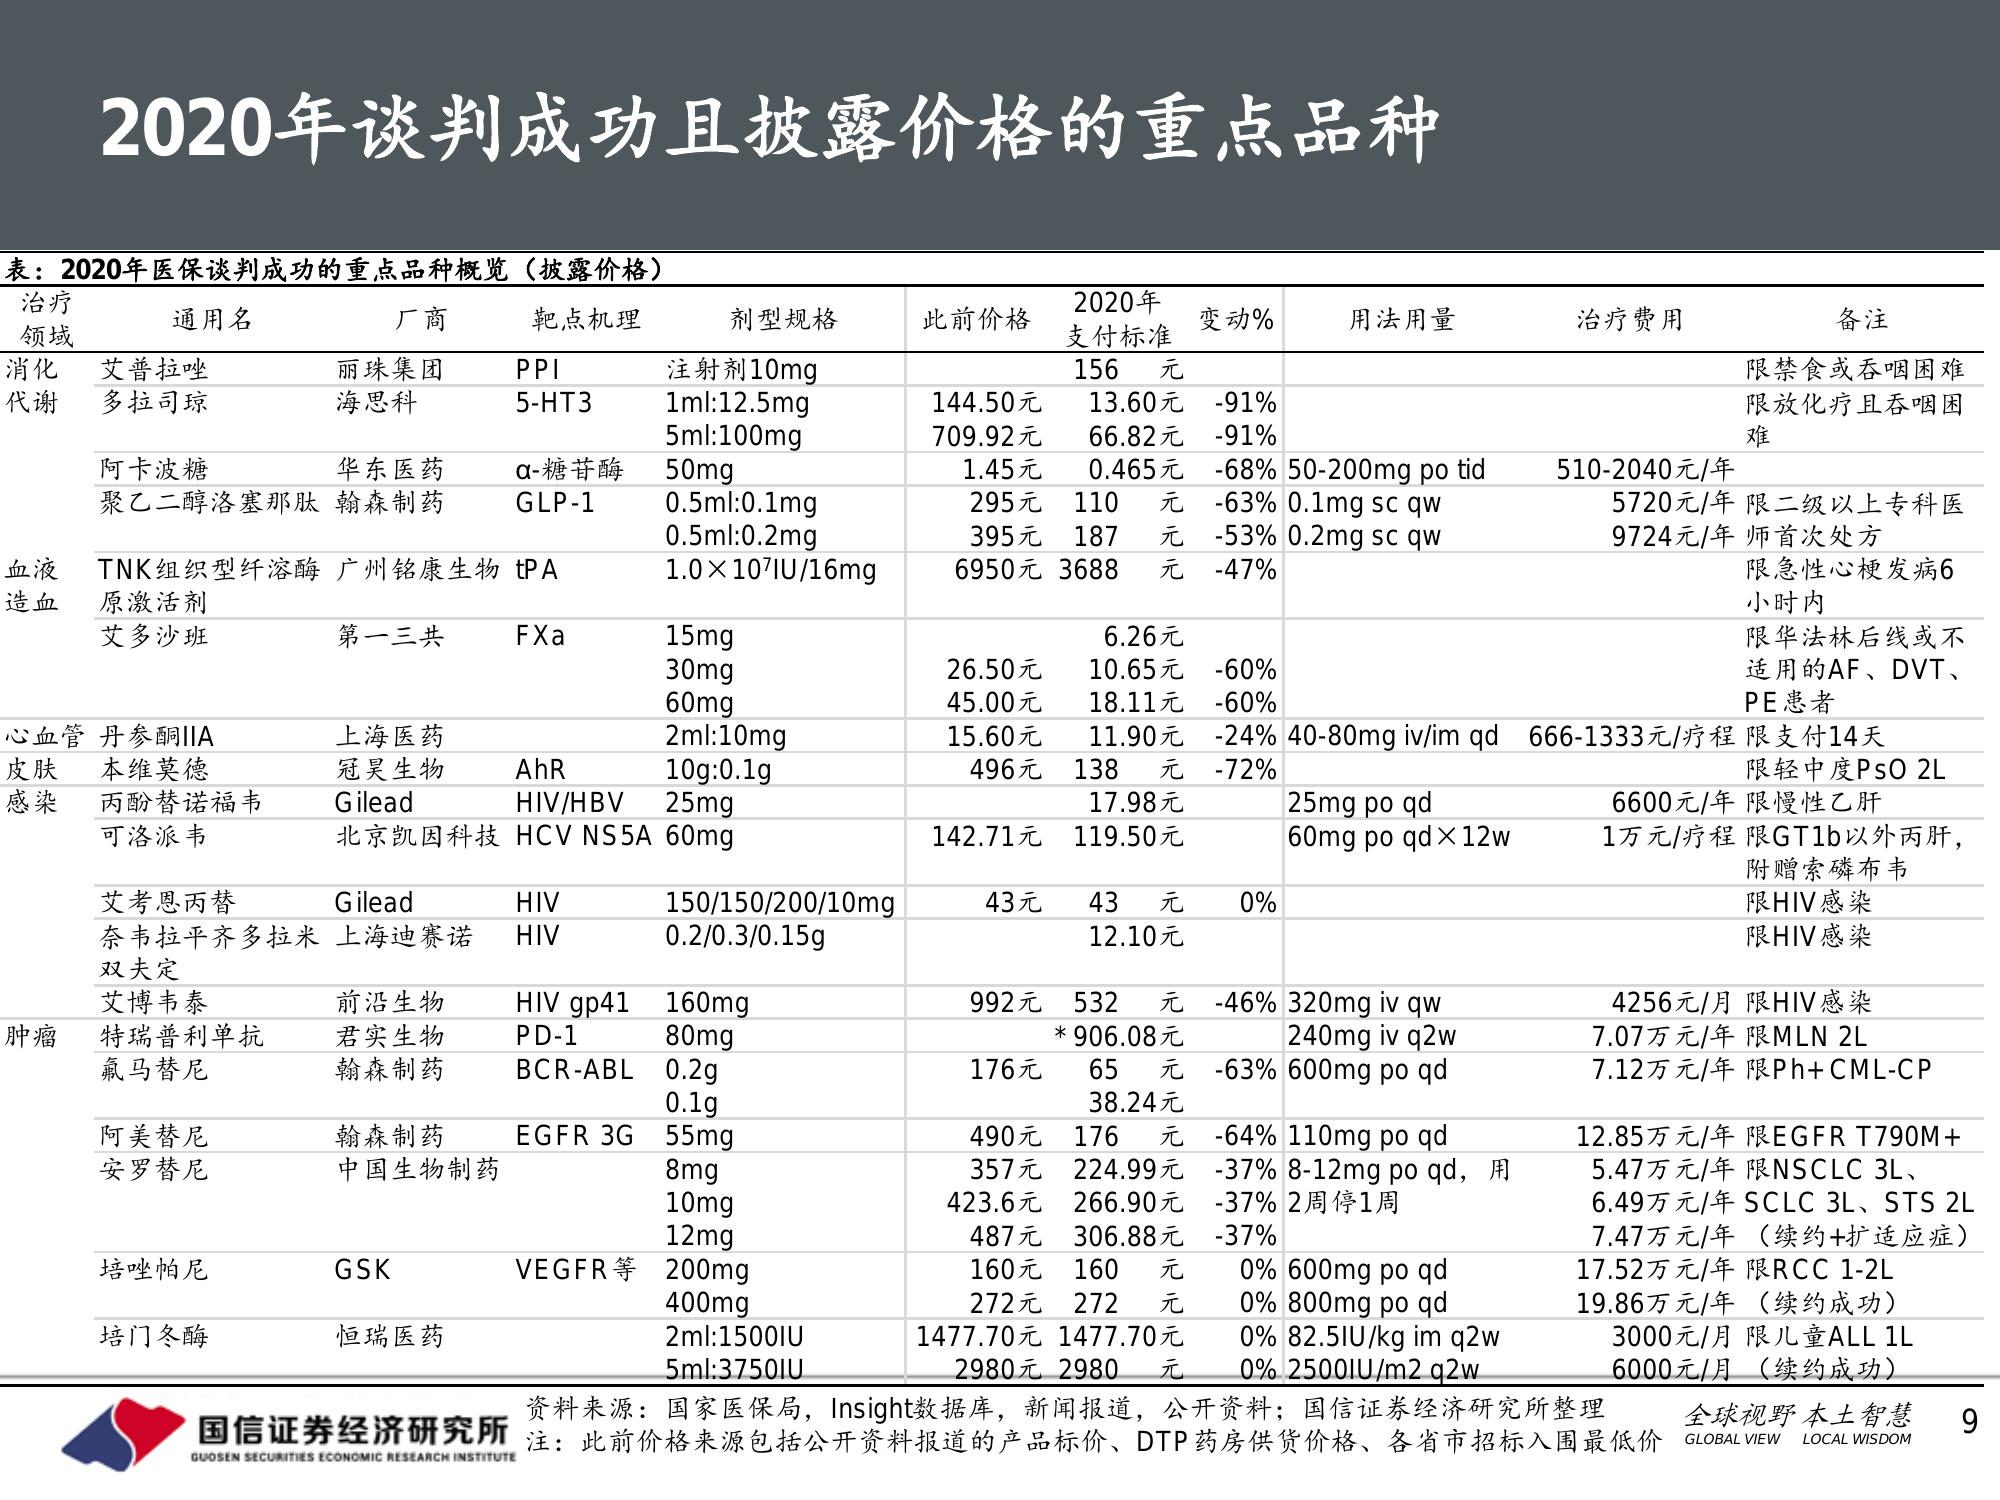 2020年谈判成功且披露价格的重点品种
表：2020年医保谈判成功的重点品种概览（披露价格）
治疗领域 通用名 厂商 靶点机理 剂型规格 此前价格 2020年支付标准 变动% 用法用量 治疗费用 备注
消化 艾普拉唑 丽珠集团 PPI 注射剂10mg 156 元 限禁食或吞咽困难
代谢 多拉司琼 海思科 5-HT3 1ml:12.5mg 144.50元 13.60元 -91% 限放化疗且吞咽困
5ml:100mg 709.92元 66.82元 -91% 难
阿卡波糖 华东医药 α-糖苷酶 50mg 1.45元 0.465元 -68% 50-200mg po tid 510-2040元/年
聚乙二醇洛塞那肽 翰森制药 GLP-1 0.5ml:0.1mg 295元 110 元 -63% 0.1mg sc qw 5720元/年 限二级以上专科医
0.5ml:0.2mg 395元 187 元 -53% 0.2mg sc qw 9724元/年 师首次处方
血液 TNK组织型纤溶酶 广州铭康生物 tPA 1.0×10⁷IU/16mg 6950元 3688 元 -47% 限急性心梗发病6
造血 原激活剂 小时内
艾多沙班 第一三共 FXa 15mg 6.26元 限华法林后线或不
30mg 26.50元 10.65元 -60% 适用的AF、DVT、
60mg 45.00元 18.11元 -60% PE患者
心血管 丹参酮IIA 上海医药 2ml:10mg 15.60元 11.90元 -24% 40-80mg iv/im qd 666-1333元/疗程 限支付14天
皮肤 本维莫德 冠昊生物 AhR 10g:0.1g 496元 138 元 -72% 限轻中度PsO 2L
感染 丙酚替诺福韦 Gilead HIV/HBV 25mg 17.98元 25mg po qd 6600元/年 限慢性乙肝
可洛派韦 北京凯因科技 HCV NS5A 60mg 142.71元 119.50元 60mg po qd×12w 1万元/疗程 限GT1b以外丙肝，
附赠索磷布韦
艾考恩丙替 Gilead HIV 150/150/200/10mg 43元 43 元 0% 限HIV感染
奈韦拉平齐多拉米 上海迪赛诺 HIV 0.2/0.3/0.15g 12.10元 限HIV感染
双夫定
艾博韦泰 前沿生物 HIV gp41 160mg 992元 532 元 -46% 320mg iv qw 4256元/月 限HIV感染
肿瘤 特瑞普利单抗 君实生物 PD-1 80mg *906.08元 240mg iv q2w 7.07万元/年 限MLN 2L
氟马替尼 翰森制药 BCR-ABL 0.2g 176元 65 元 -63% 600mg po qd 7.12万元/年 限Ph+CML-CP
0.1g 38.24元
阿美替尼 翰森制药 EGFR 3G 55mg 490元 176 元 -64% 110mg po qd 12.85万元/年 限EGFR T790M+
安罗替尼 中国生物制药 8mg 357元 224.99元 -37% 8-12mg po qd，用 5.47万元/年 限NSCLC 3L、
10mg 423.6元 266.90元 -37% 2周停1周 6.49万元/年 SCLC 3L、STS 2L
12mg 487元 306.88元 -37% 7.47万元/年 （续约+扩适应症）
培唑帕尼 GSK VEGFR等 200mg 160元 160 元 0% 600mg po qd 17.52万元/年 限RCC 1-2L
400mg 272元 272 元 0% 800mg po qd 19.86万元/年 （续约成功）
培门冬酶 恒瑞医药 2ml:1500IU 1477.70元 1477.70元 0% 82.5IU/kg im q2w 3000元/月 限儿童ALL 1L
5ml:3750IU 2980元 2980 元 0% 2500IU/m2 q2w 6000元/月 （续约成功）
国信证券经济研究所
GUOSEN SECURITIES ECONOMIC RESEARCH INSTITUTE
资料来源：国家医保局，Insight数据库，新闻报道，公开资料；国信证券经济研究所整理
注：此前价格来源包括公开资料报道的产品标价、DTP药房供货价格、各省市招标入围最低价
全球视野 本土智慧
GLOBAL VIEW LOCAL WISDOM
9